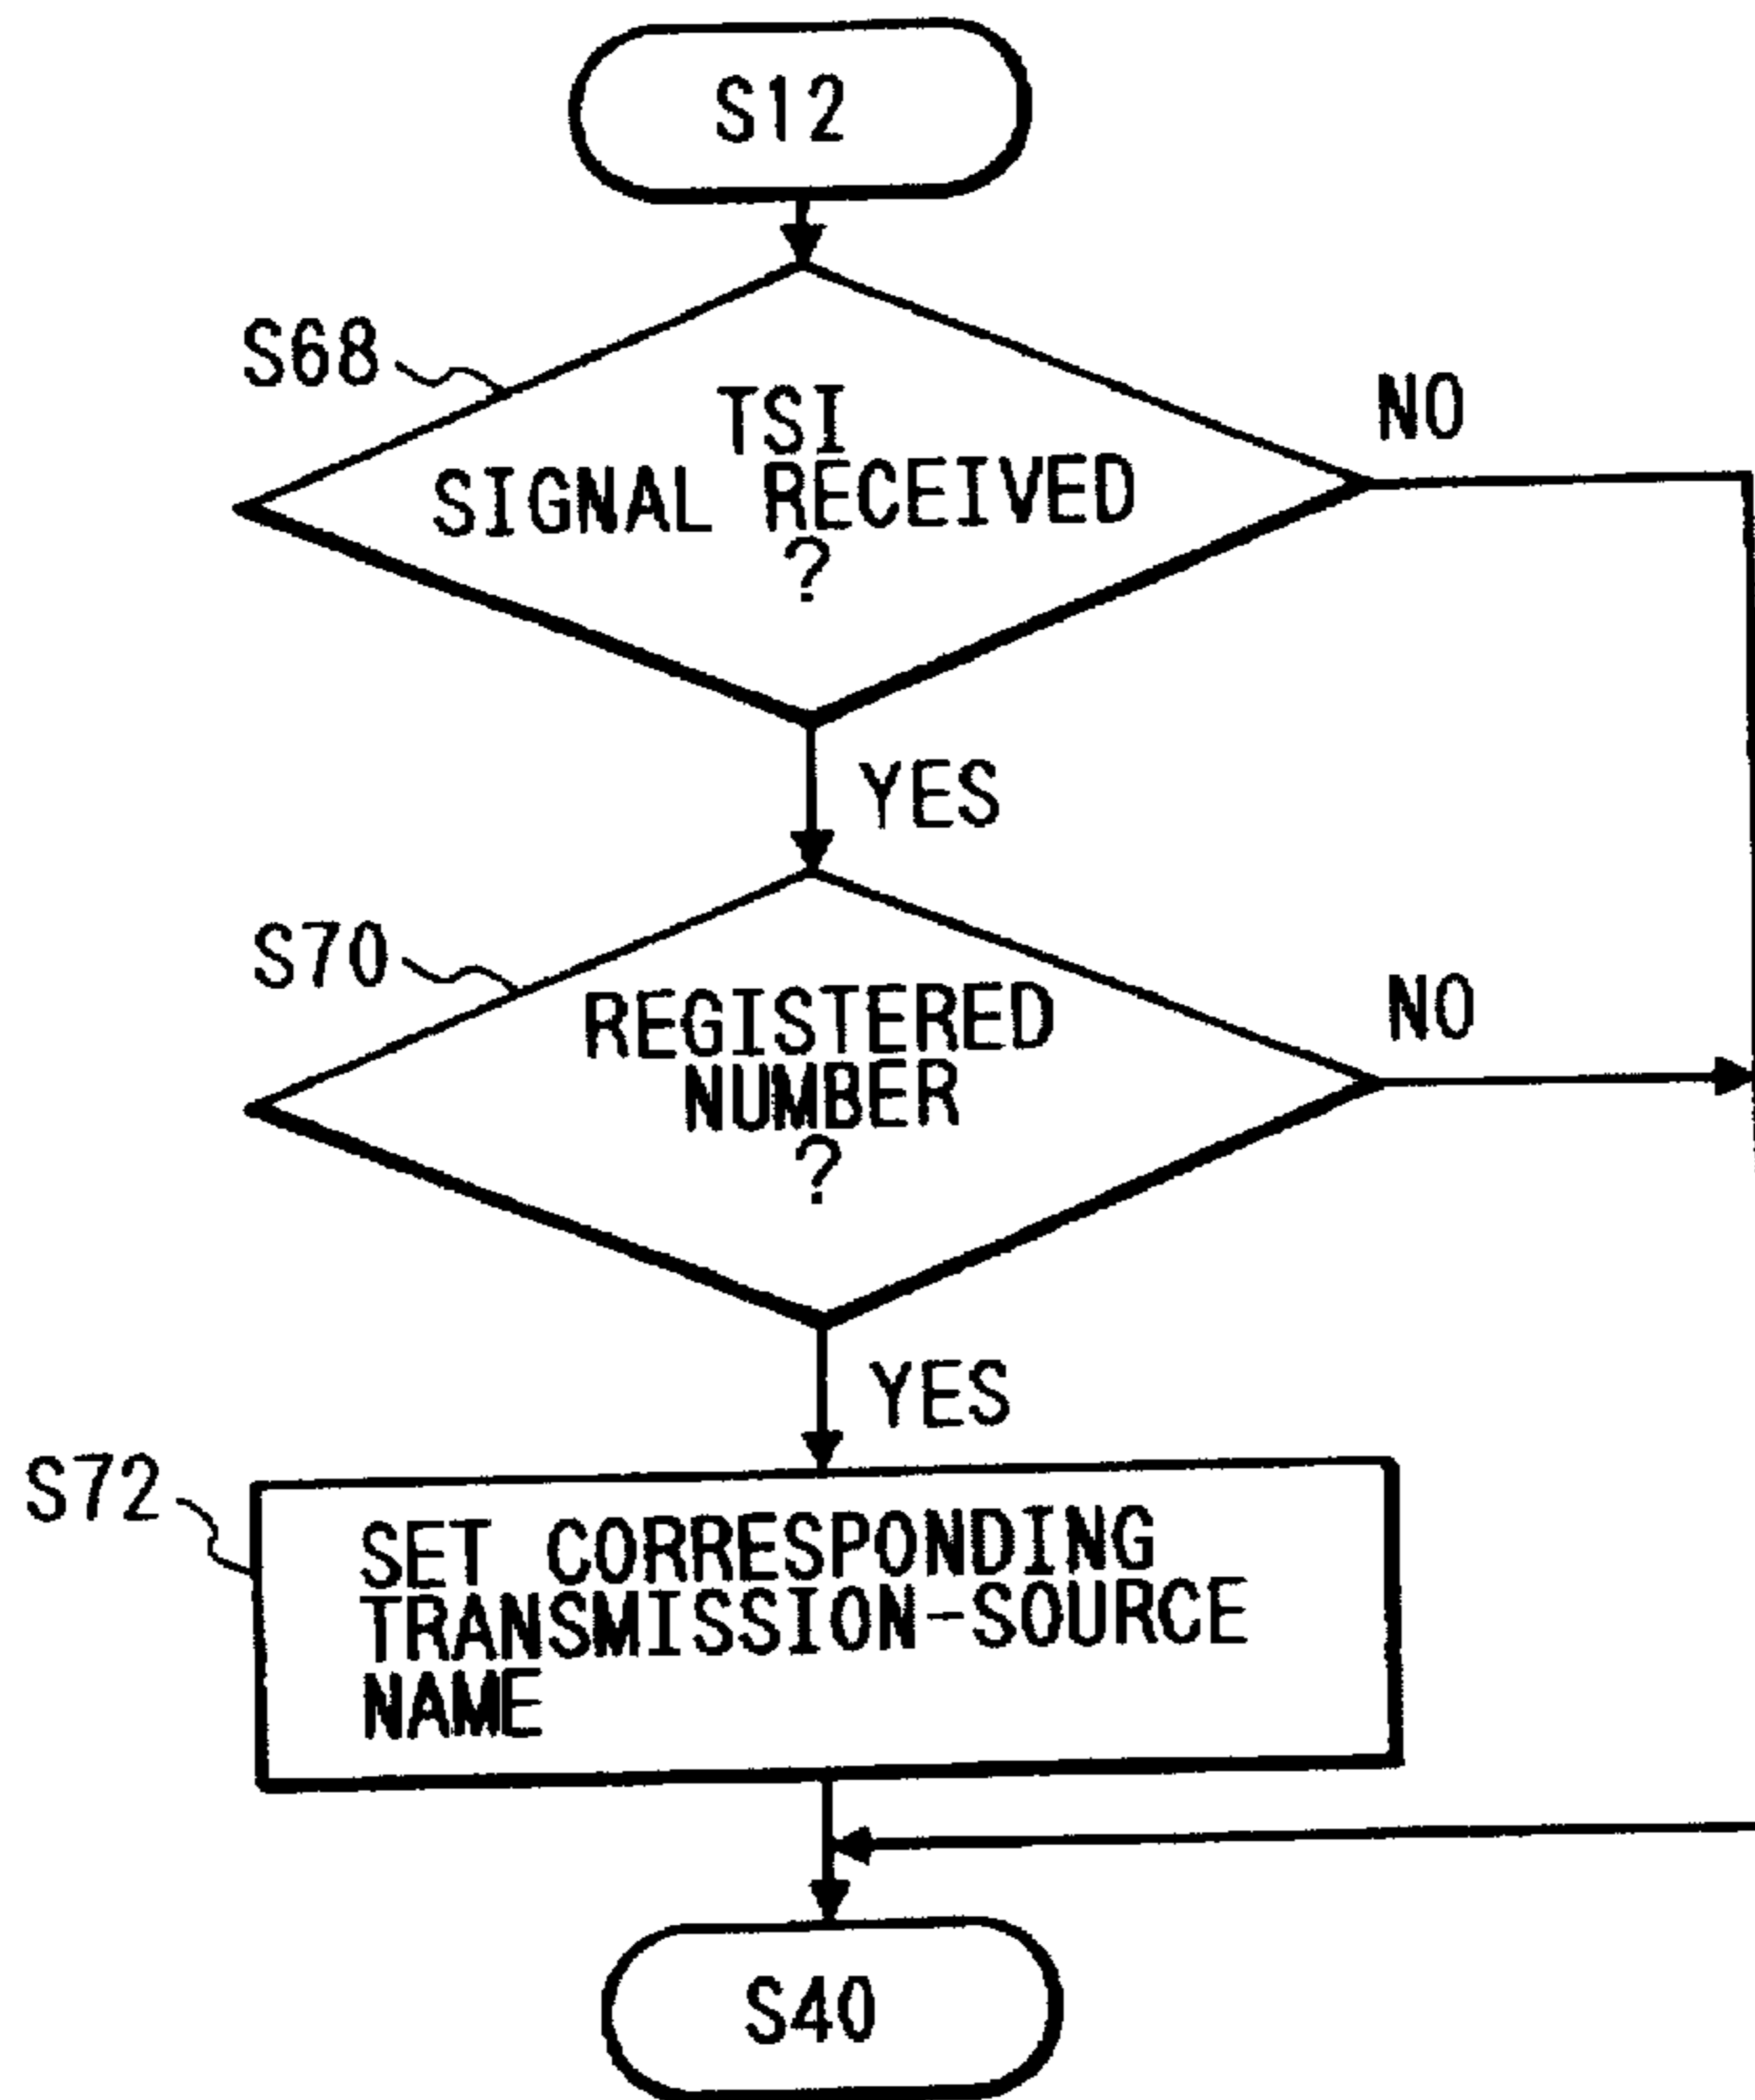 S12
S68
TSI
SIGNAL RECEIVED
?
NO
YES
S70
REGISTERED
NUMBER
?
NO
YES
S72
SET CORRESPONDING
TRANSMISSION-SOURCE
NAME
S40